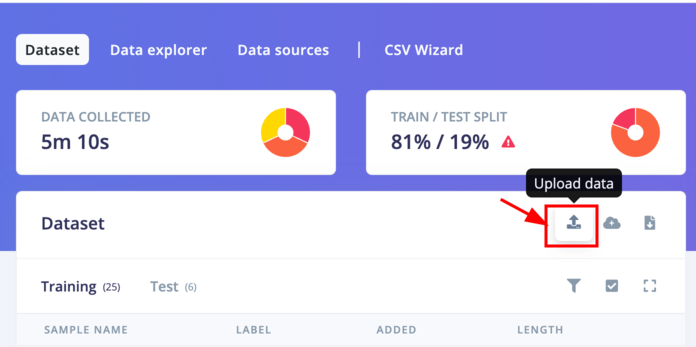 Dataset Data explorer Data sources | CSV Wizard
DATA COLLECTED
5m 10s
TRAIN / TEST SPLIT
81% / 19%
Upload data
Dataset
Training (25) Test (6)
SAMPLE NAME LABEL ADDED LENGTH